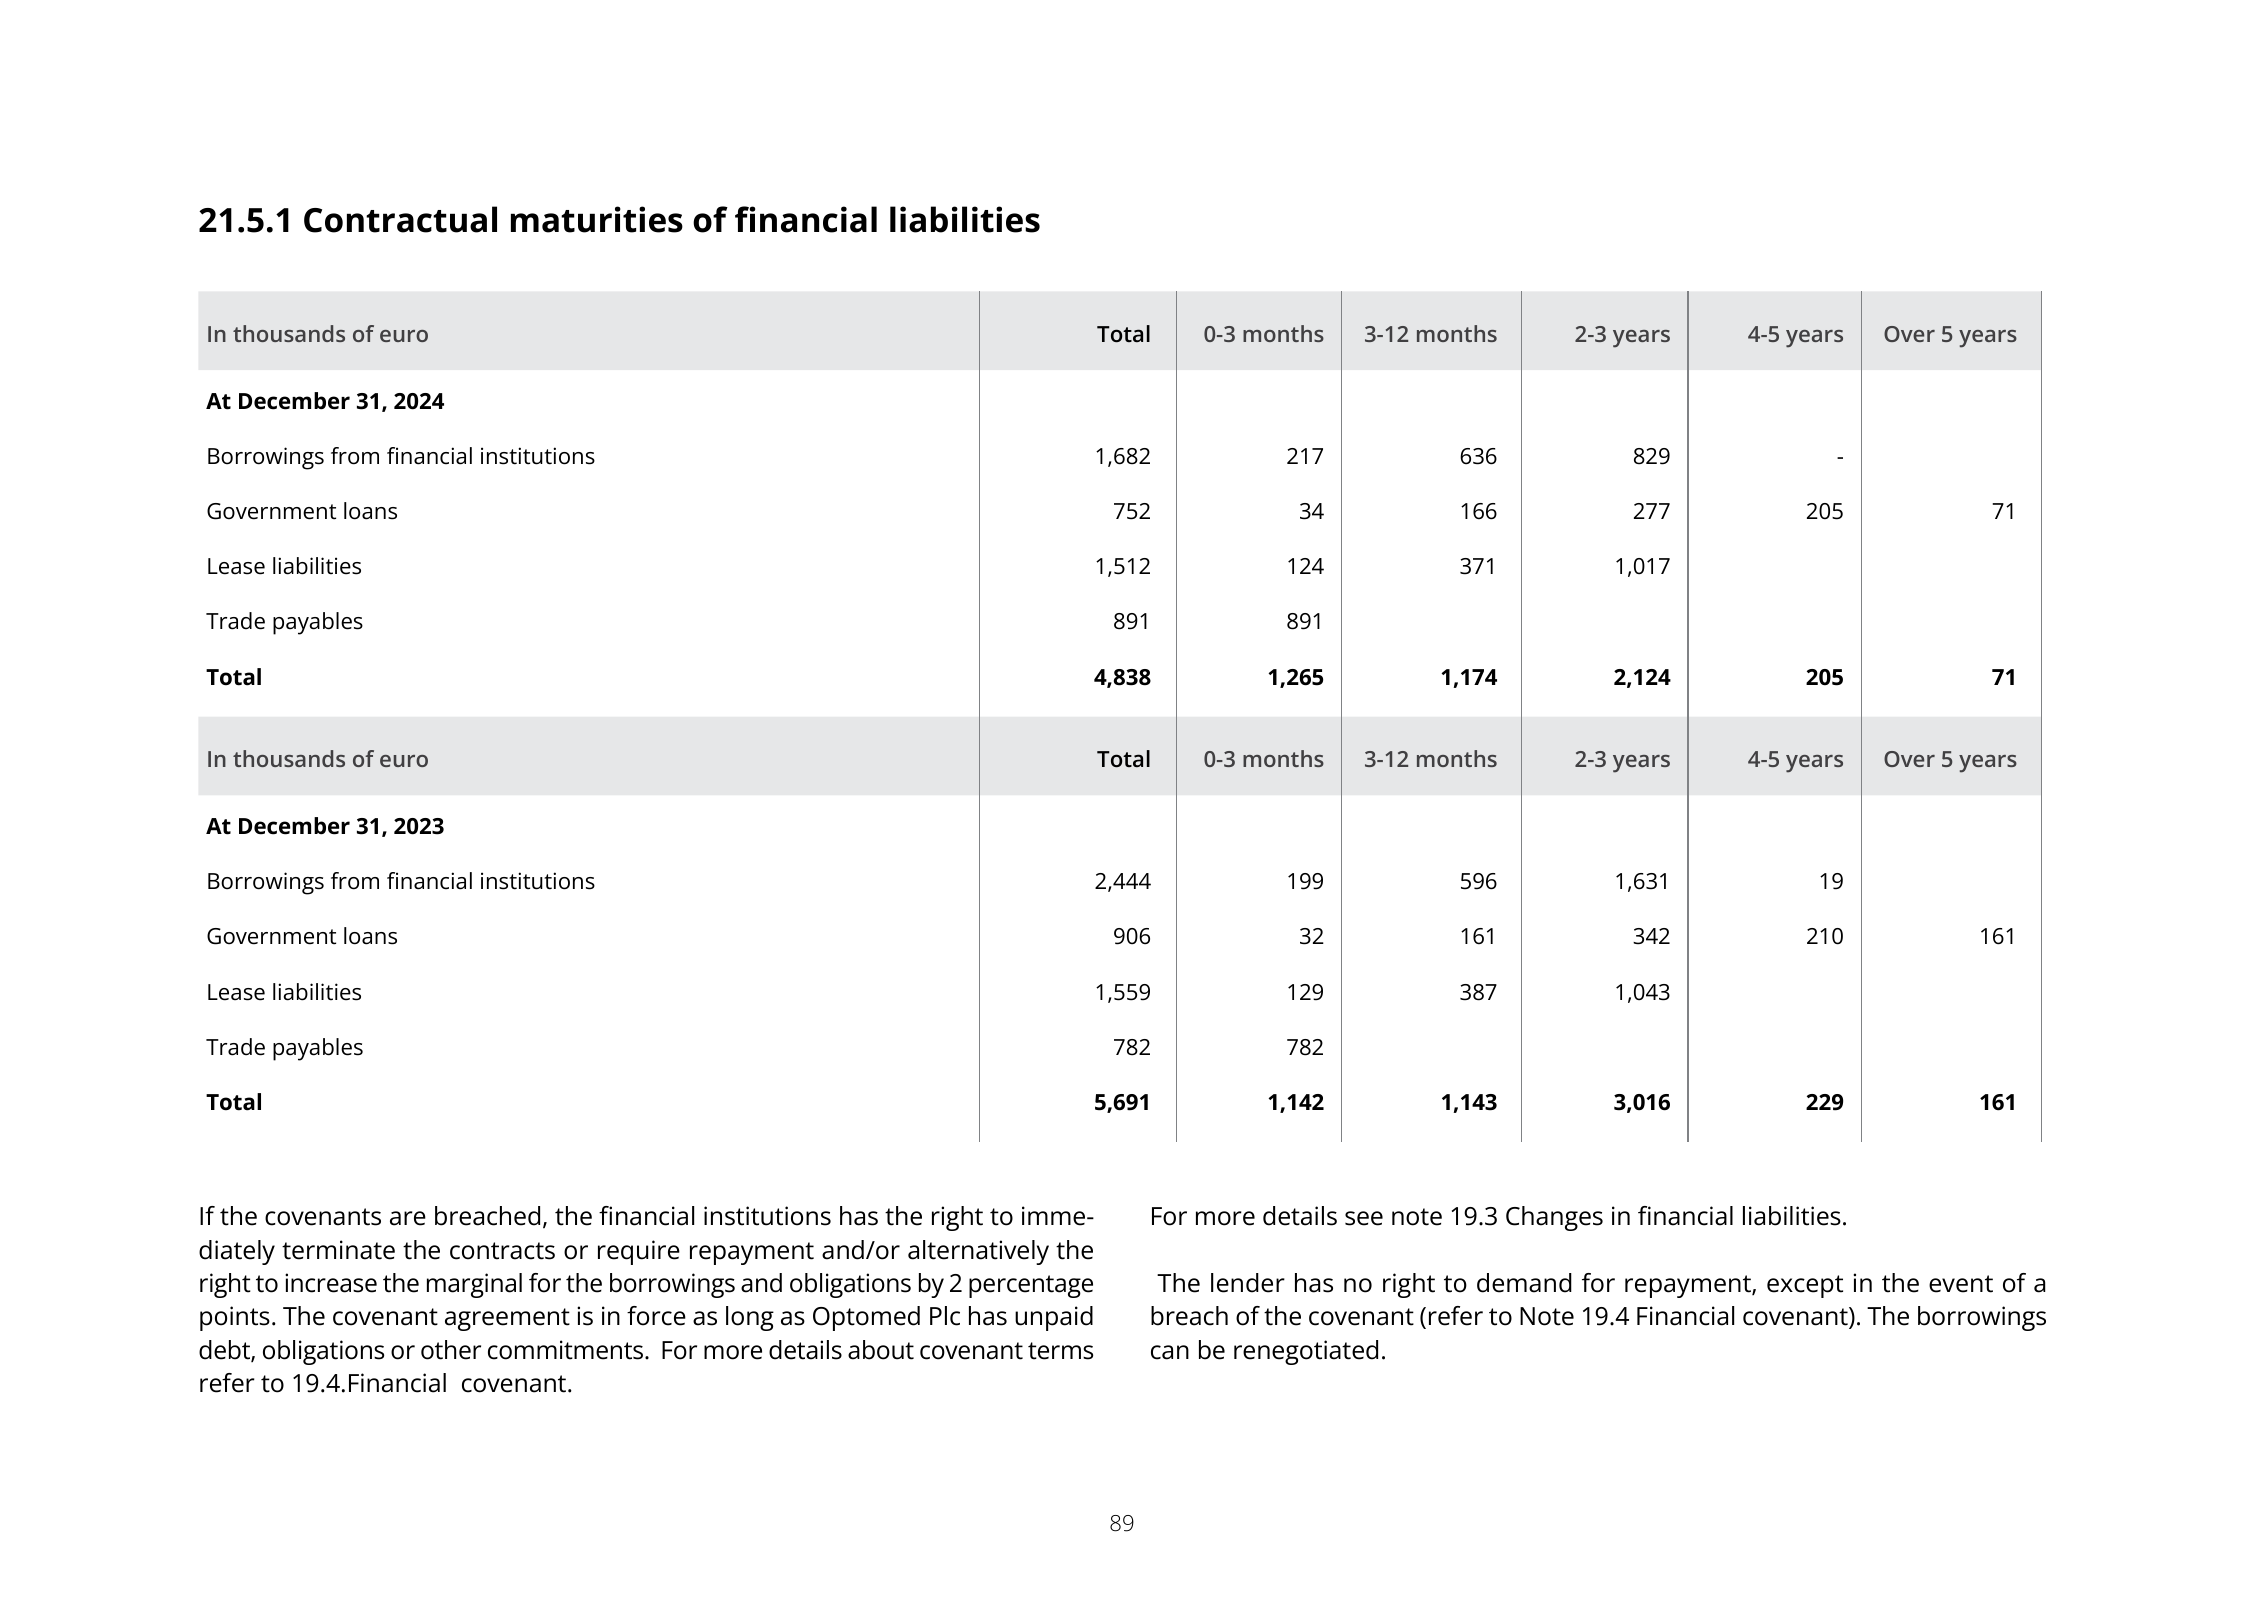 21.5.1 Contractual maturities of financial liabilities
In thousands of euro Total 0-3 months 3-12 months 2-3 years 4-5 years Over 5 years
At December 31, 2024
Borrowings from financial institutions 1,682 217 636 829 -
Government loans 752 34 166 277 205 71
Lease liabilities 1,512 124 371 1,017
Trade payables 891 891
Total 4,838 1,265 1,174 2,124 205 71
In thousands of euro Total 0-3 months 3-12 months 2-3 years 4-5 years Over 5 years
At December 31, 2023
Borrowings from financial institutions 2,444 199 596 1,631 19
Government loans 906 32 161 342 210 161
Lease liabilities 1,559 129 387 1,043
Trade payables 782 782
Total 5,691 1,142 1,143 3,016 229 161
If the covenants are breached, the financial institutions has the right to imme-
diately terminate the contracts or require repayment and/or alternatively the
right to increase the marginal for the borrowings and obligations by 2 percentage
points. The covenant agreement is in force as long as Optomed Plc has unpaid
debt, obligations or other commitments.  For more details about covenant terms
refer to 19.4.Financial  covenant.
For more details see note 19.3 Changes in financial liabilities.
The lender has no right to demand for repayment, except in the event of a
breach of the covenant (refer to Note 19.4 Financial covenant). The borrowings
can be renegotiated.
89